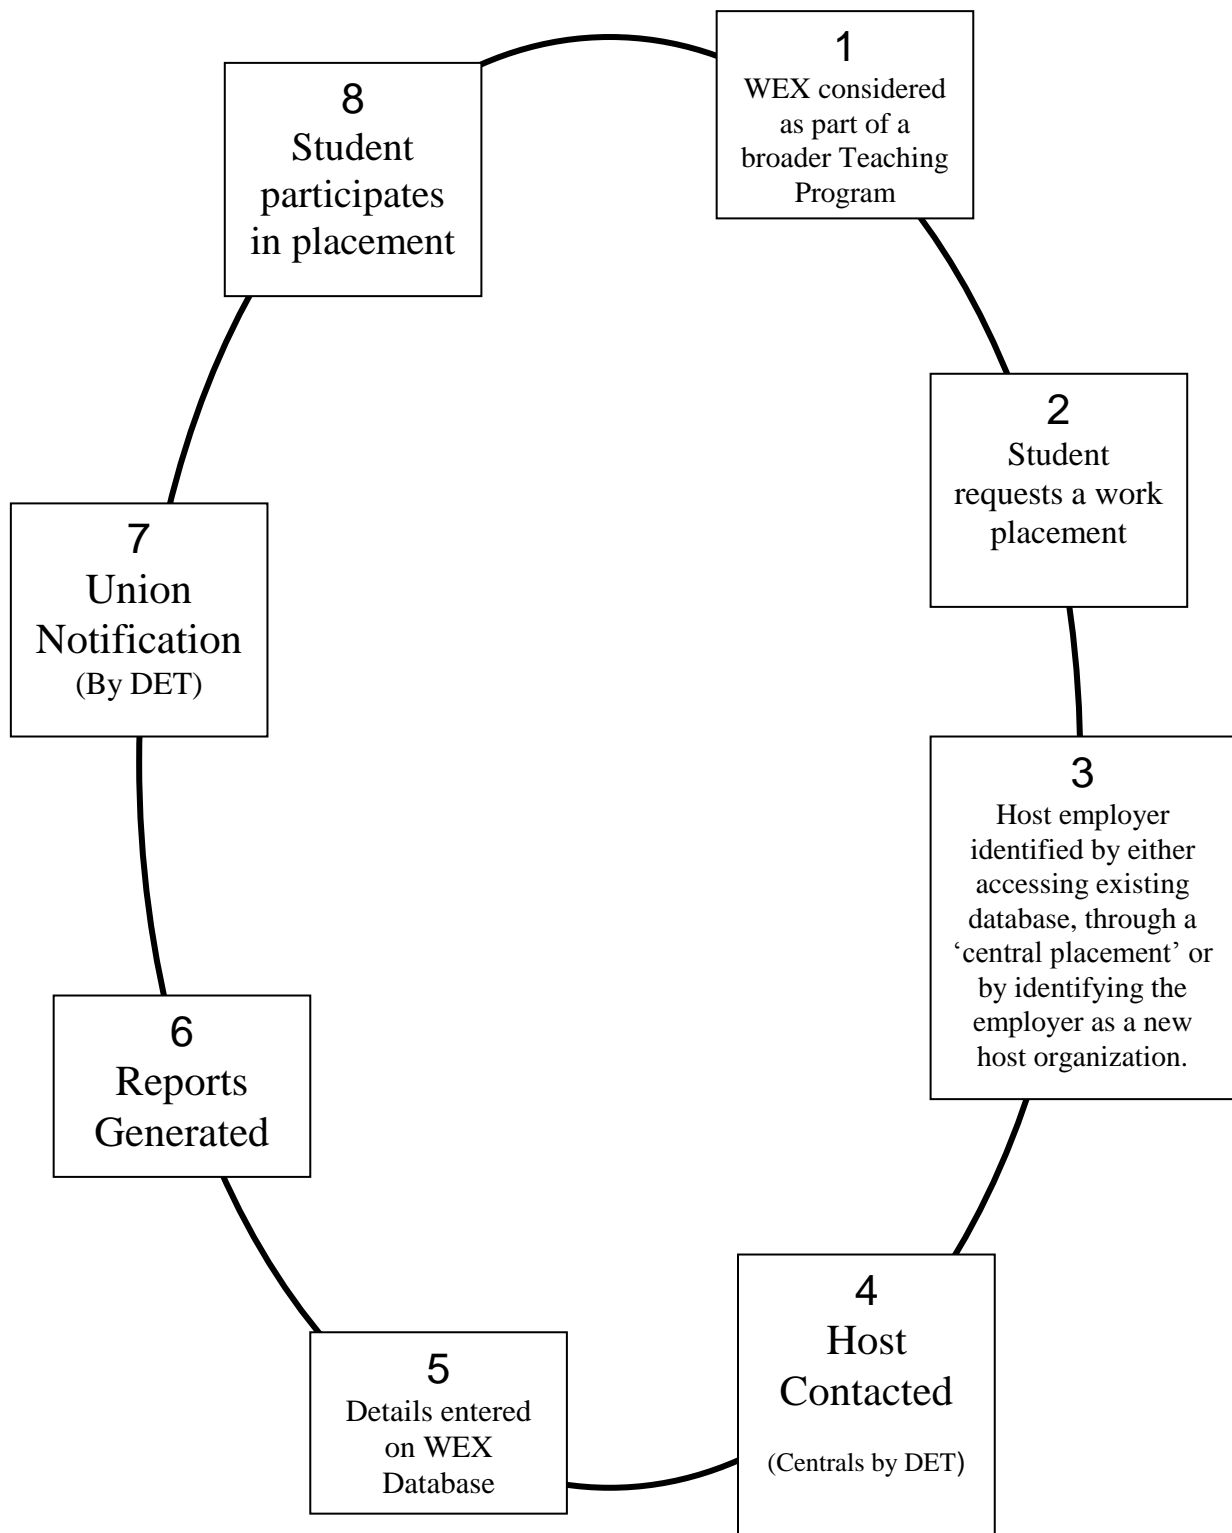 1
WEX considered
as part of a
broader Teaching
Program
2
Student
requests a work
placement
3
Host employer
identified by either
accessing existing
database, through a
‘central placement’ or
by identifying the
employer as a new
host organization.
4
Host
Contacted
(Centrals by DET)
5
Details entered
on WEX
Database
6
Reports
Generated
7
Union
Notification
(By DET)
8
Student
participates
in placement